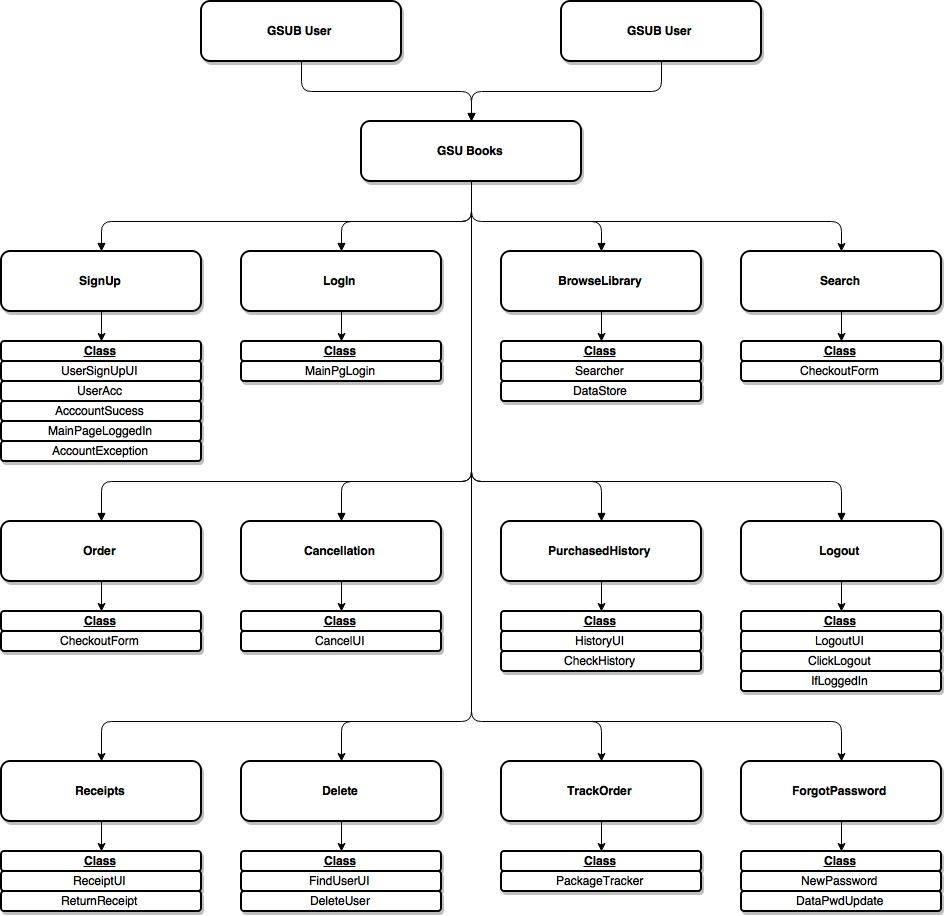 GSUB User
GSUB User
GSU Books
SignUp
LogIn
BrowseLibrary
Search
Class
UserSignUpUI
UserAcc
AcccountSucess
MainPageLoggedIn
AccountException
Class
MainPgLogin
Class
Searcher
DataStore
Class
CheckoutForm
Order
Cancellation
PurchasedHistory
Logout
Class
CheckoutForm
Class
CancelUI
Class
HistoryUI
CheckHistory
Class
LogoutUI
ClickLogout
IfLoggedIn
Receipts
Delete
TrackOrder
ForgotPassword
Class
ReceiptUI
ReturnReceipt
Class
FindUserUI
DeleteUser
Class
PackageTracker
Class
NewPassword
DataPwdUpdate